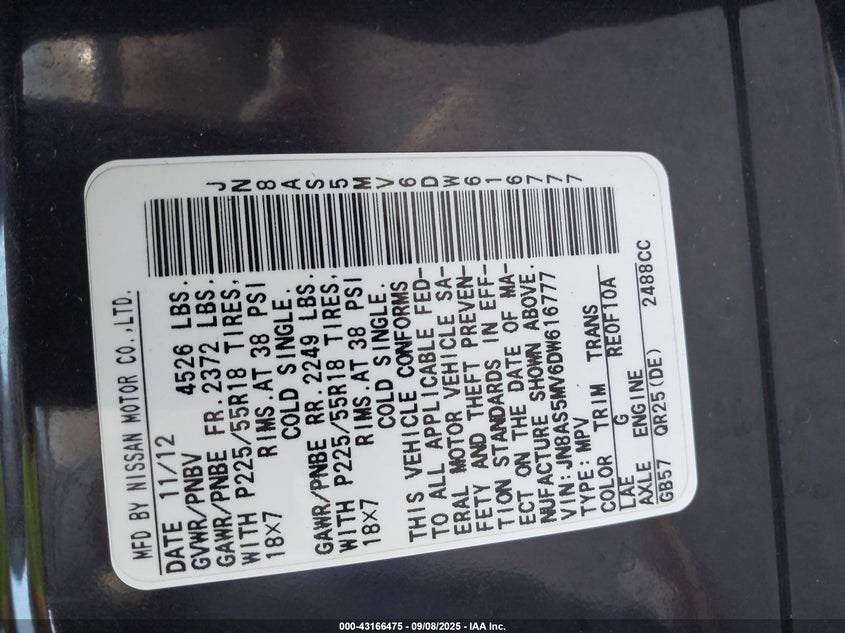 MFD BY NISSAN MOTOR CO.,LTD.
DATE 11/12
GVWR/PNBV 4526 LBS.
GAWR/PNBE FR. 2372 LBS.
WITH P225/55R18 TIRES,
18×7 RIMS. AT 38 PSI
COLD SINGLE.
GAWR/PNBE RR. 2249 LBS.
WITH P225/55R18 TIRES,
18×7 RIMS. AT 38 PSI
COLD SINGLE.
THIS VEHICLE CONFORMS
TO ALL APPLICABLE FED-
ERAL MOTOR VEHICLE SA-
FETY AND THEFT PREVEN-
TION STANDARDS IN EFF-
ECT ON THE DATE OF MA-
NUFACTURE SHOWN ABOVE.
VIN: JN8AS5MV6DW616777
TYPE: MPV
COLOR TRIM TRANS
LAE G RE0F10A
AXLE ENGINE
GB57 QR25(DE) 2488CC
JN8AS5MV6DW616777
000-43166475 - 09/08/2025 - IAA Inc.